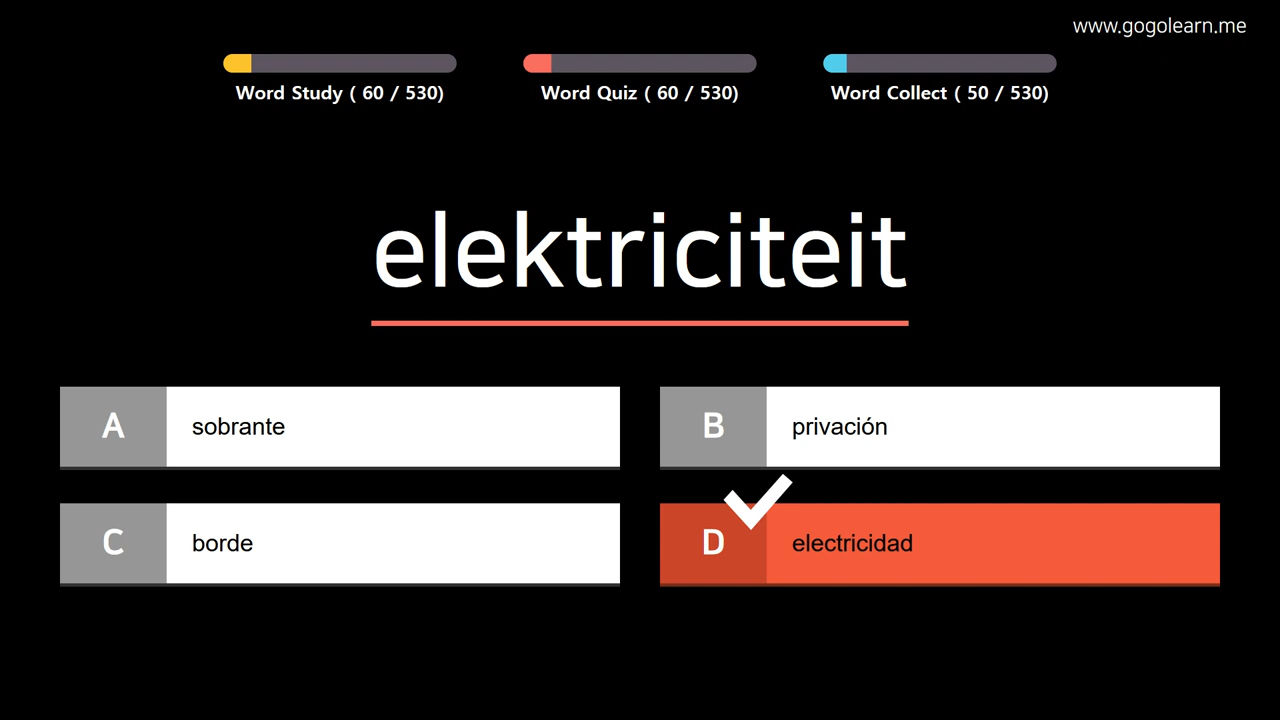 www.gogolearn.me
Word Study ( 60 / 530)
Word Quiz ( 60 / 530)
Word Collect ( 50 / 530)
elektriciteit
A sobrante
B privación
C borde
D electricidad